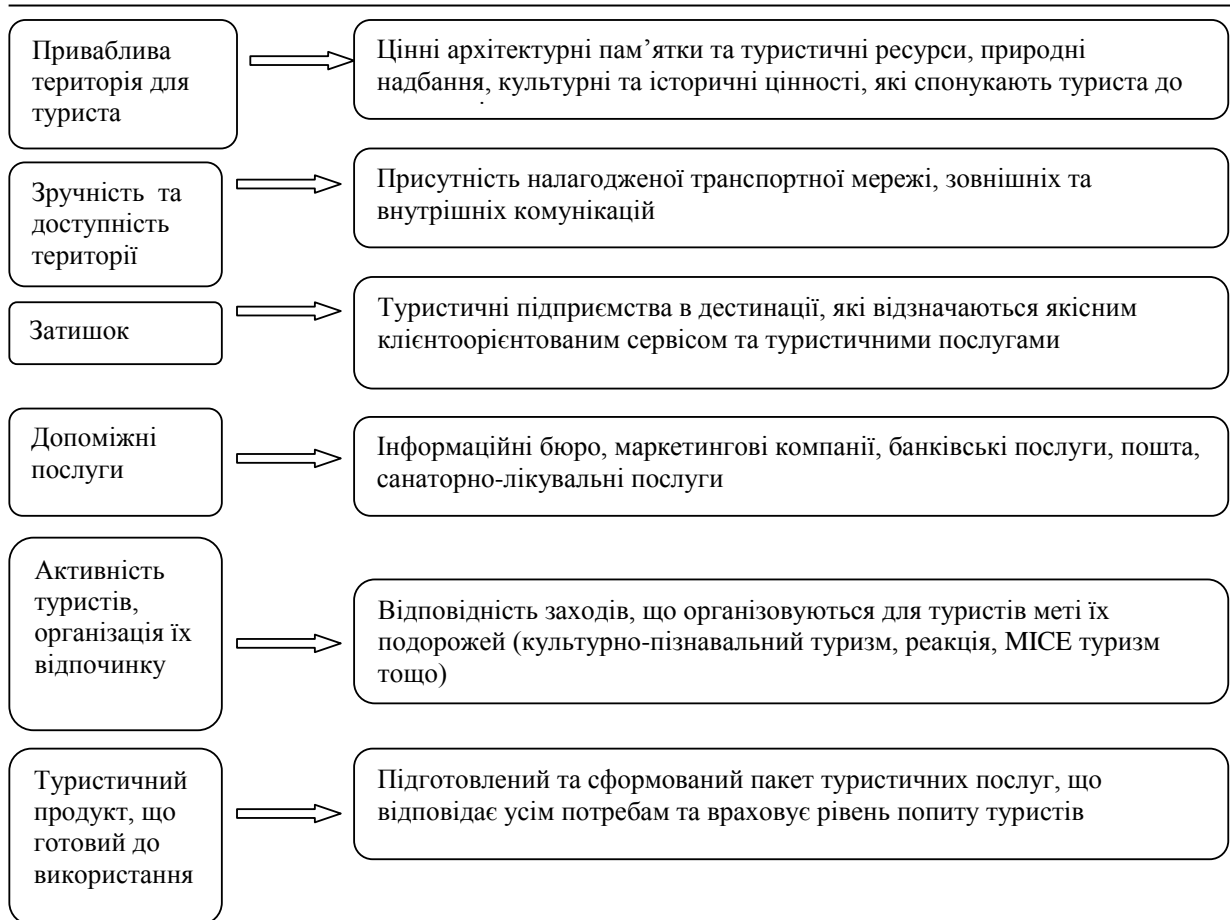 Приваблива
територія для
туриста
Цінні архітектурні пам’ятки та туристичні ресурси, природні
надбання, культурні та історичні цінності, які спонукають туриста до
Зручність та
доступність
території
Присутність налагодженої транспортної мережі, зовнішніх та
внутрішніх комунікацій
Затишок
Туристичні підприємства в дестинації, які відзначаються якісним
клієнтоорієнтованим сервісом та туристичними послугами
Допоміжні
послуги
Інформаційні бюро, маркетингові компанії, банківські послуги, пошта,
санаторно-лікувальні послуги
Активність
туристів,
організація їх
відпочинку
Відповідність заходів, що організовуються для туристів меті їх
подорожей (культурно-пізнавальний туризм, реакція, МІСЕ туризм
тощо)
Туристичний
продукт, що
готовий до
використання
Підготовлений та сформований пакет туристичних послуг, що
відповідає усім потребам та враховує рівень попиту туристів